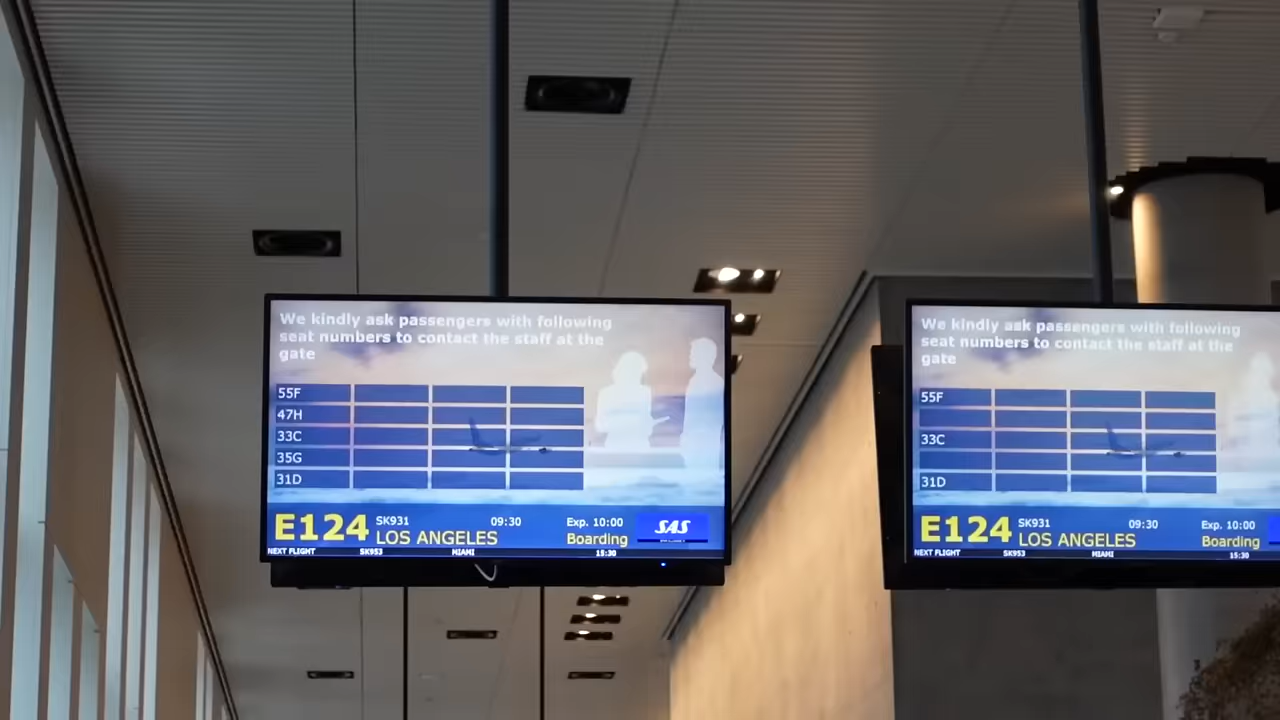 We kindly ask passengers with following
seat numbers to contact the staff at the
gate
55F
47H
33C
35G
31D
E124 SK931 09:30 Exp. 10:00 SAS
LOS ANGELES Boarding
NEXT FLIGHT SK953 MIAMI 15:30
We kindly ask passengers with following
seat numbers to contact the staff at the
gate
55F
33C
31D
E124 SK931 09:30 Exp. 10:00
LOS ANGELES Boarding
NEXT FLIGHT SK953 MIAMI 15:30